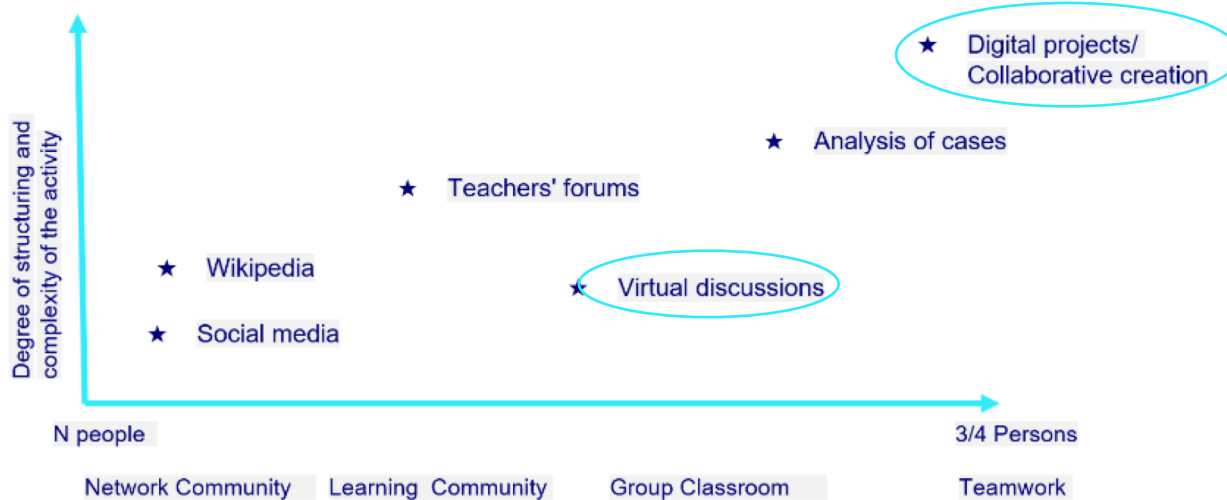 Degree of structuring and
complexity of the activity
Digital projects/
Collaborative creation
Analysis of cases
Teachers' forums
Wikipedia
Virtual discussions
Social media
N people
3/4 Persons
Network Community
Learning Community
Group Classroom
Teamwork